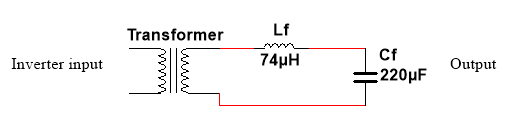 Transformer
Lf
74µH
Inverter input
Cf
220µF
Output